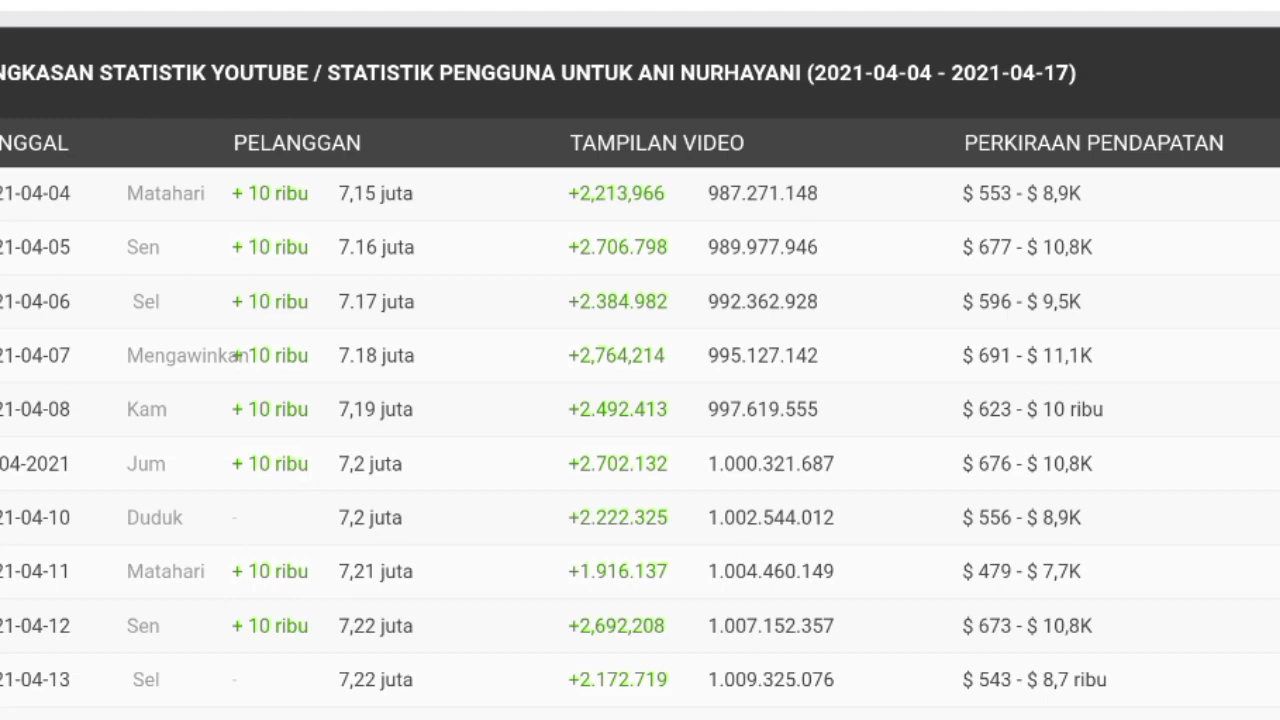 NGKASAN STATISTIK YOUTUBE / STATISTIK PENGGUNA UNTUK ANI NURHAYANI (2021-04-04 - 2021-04-17)
NGGAL PELANGGAN TAMPILAN VIDEO PERKIRAAN PENDAPATAN
21-04-04 Matahari + 10 ribu 7,15 juta +2,213,966 987.271.148 $ 553 - $ 8,9K
21-04-05 Sen + 10 ribu 7.16 juta +2.706.798 989.977.946 $ 677 - $ 10,8K
21-04-06 Sel + 10 ribu 7.17 juta +2.384.982 992.362.928 $ 596 - $ 9,5K
21-04-07 Mengawinkan + 10 ribu 7.18 juta +2,764,214 995.127.142 $ 691 - $ 11,1K
21-04-08 Kam + 10 ribu 7,19 juta +2.492.413 997.619.555 $ 623 - $ 10 ribu
04-2021 Jum + 10 ribu 7,2 juta +2.702.132 1.000.321.687 $ 676 - $ 10,8K
21-04-10 Duduk - 7,2 juta +2.222.325 1.002.544.012 $ 556 - $ 8,9K
21-04-11 Matahari + 10 ribu 7,21 juta +1.916.137 1.004.460.149 $ 479 - $ 7,7K
21-04-12 Sen + 10 ribu 7,22 juta +2,692,208 1.007.152.357 $ 673 - $ 10,8K
21-04-13 Sel - 7,22 juta +2.172.719 1.009.325.076 $ 543 - $ 8,7 ribu